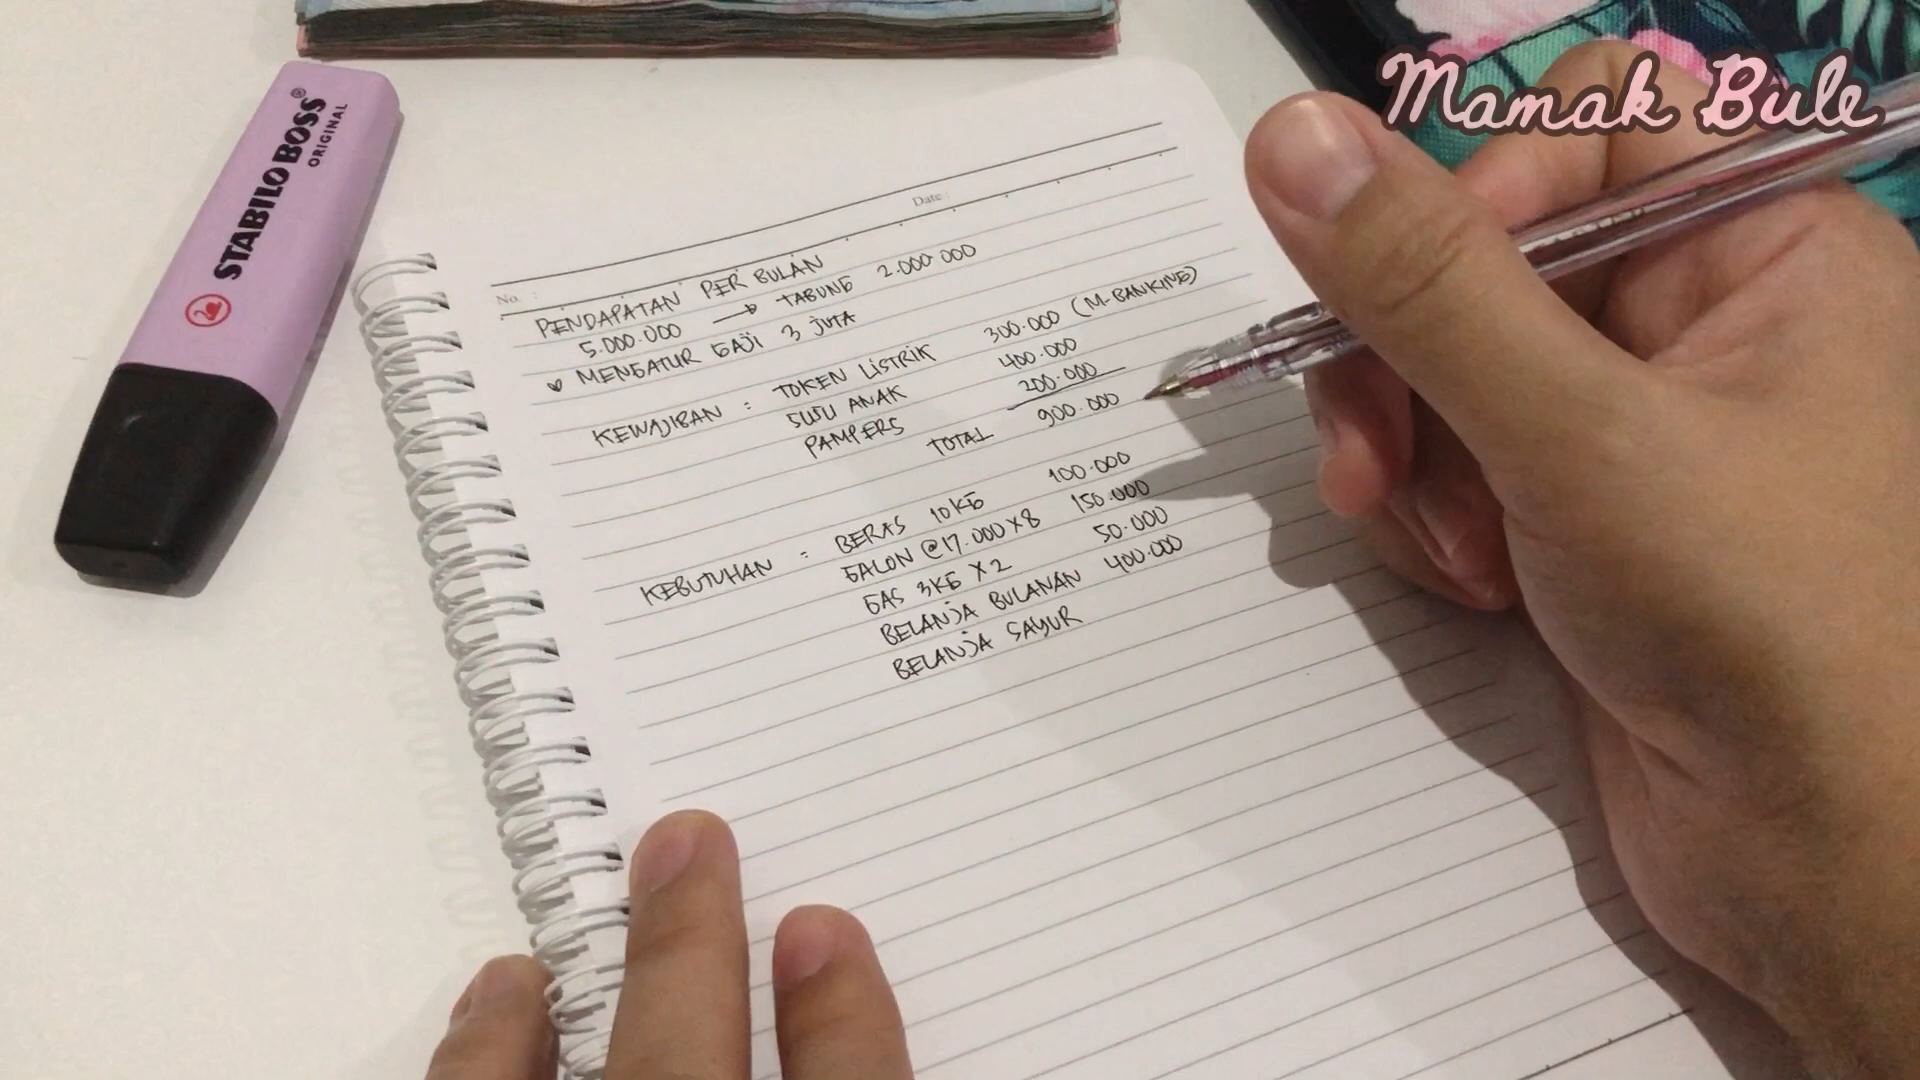 Mamak Bule
STABILO BOSS®
ORIGINAL
No. :
Date :
PENDAPATAN PER BULAN
5.000.000 → TABUNG 2.000.000
♥ MENGATUR GAJI 3 JUTA
KEWAJIBAN : TOKEN LISTRIK 300.000 (M-BANKING)
SUSU ANAK 400.000
PAMPERS 200.000
TOTAL 900.000
KEBUTUHAN : BERAS 10KG 100.000
GALON @17.000 X 8 150.000
GAS 3KG X 2 50.000
BELANJA BULANAN 400.000
BELANJA SAYUR